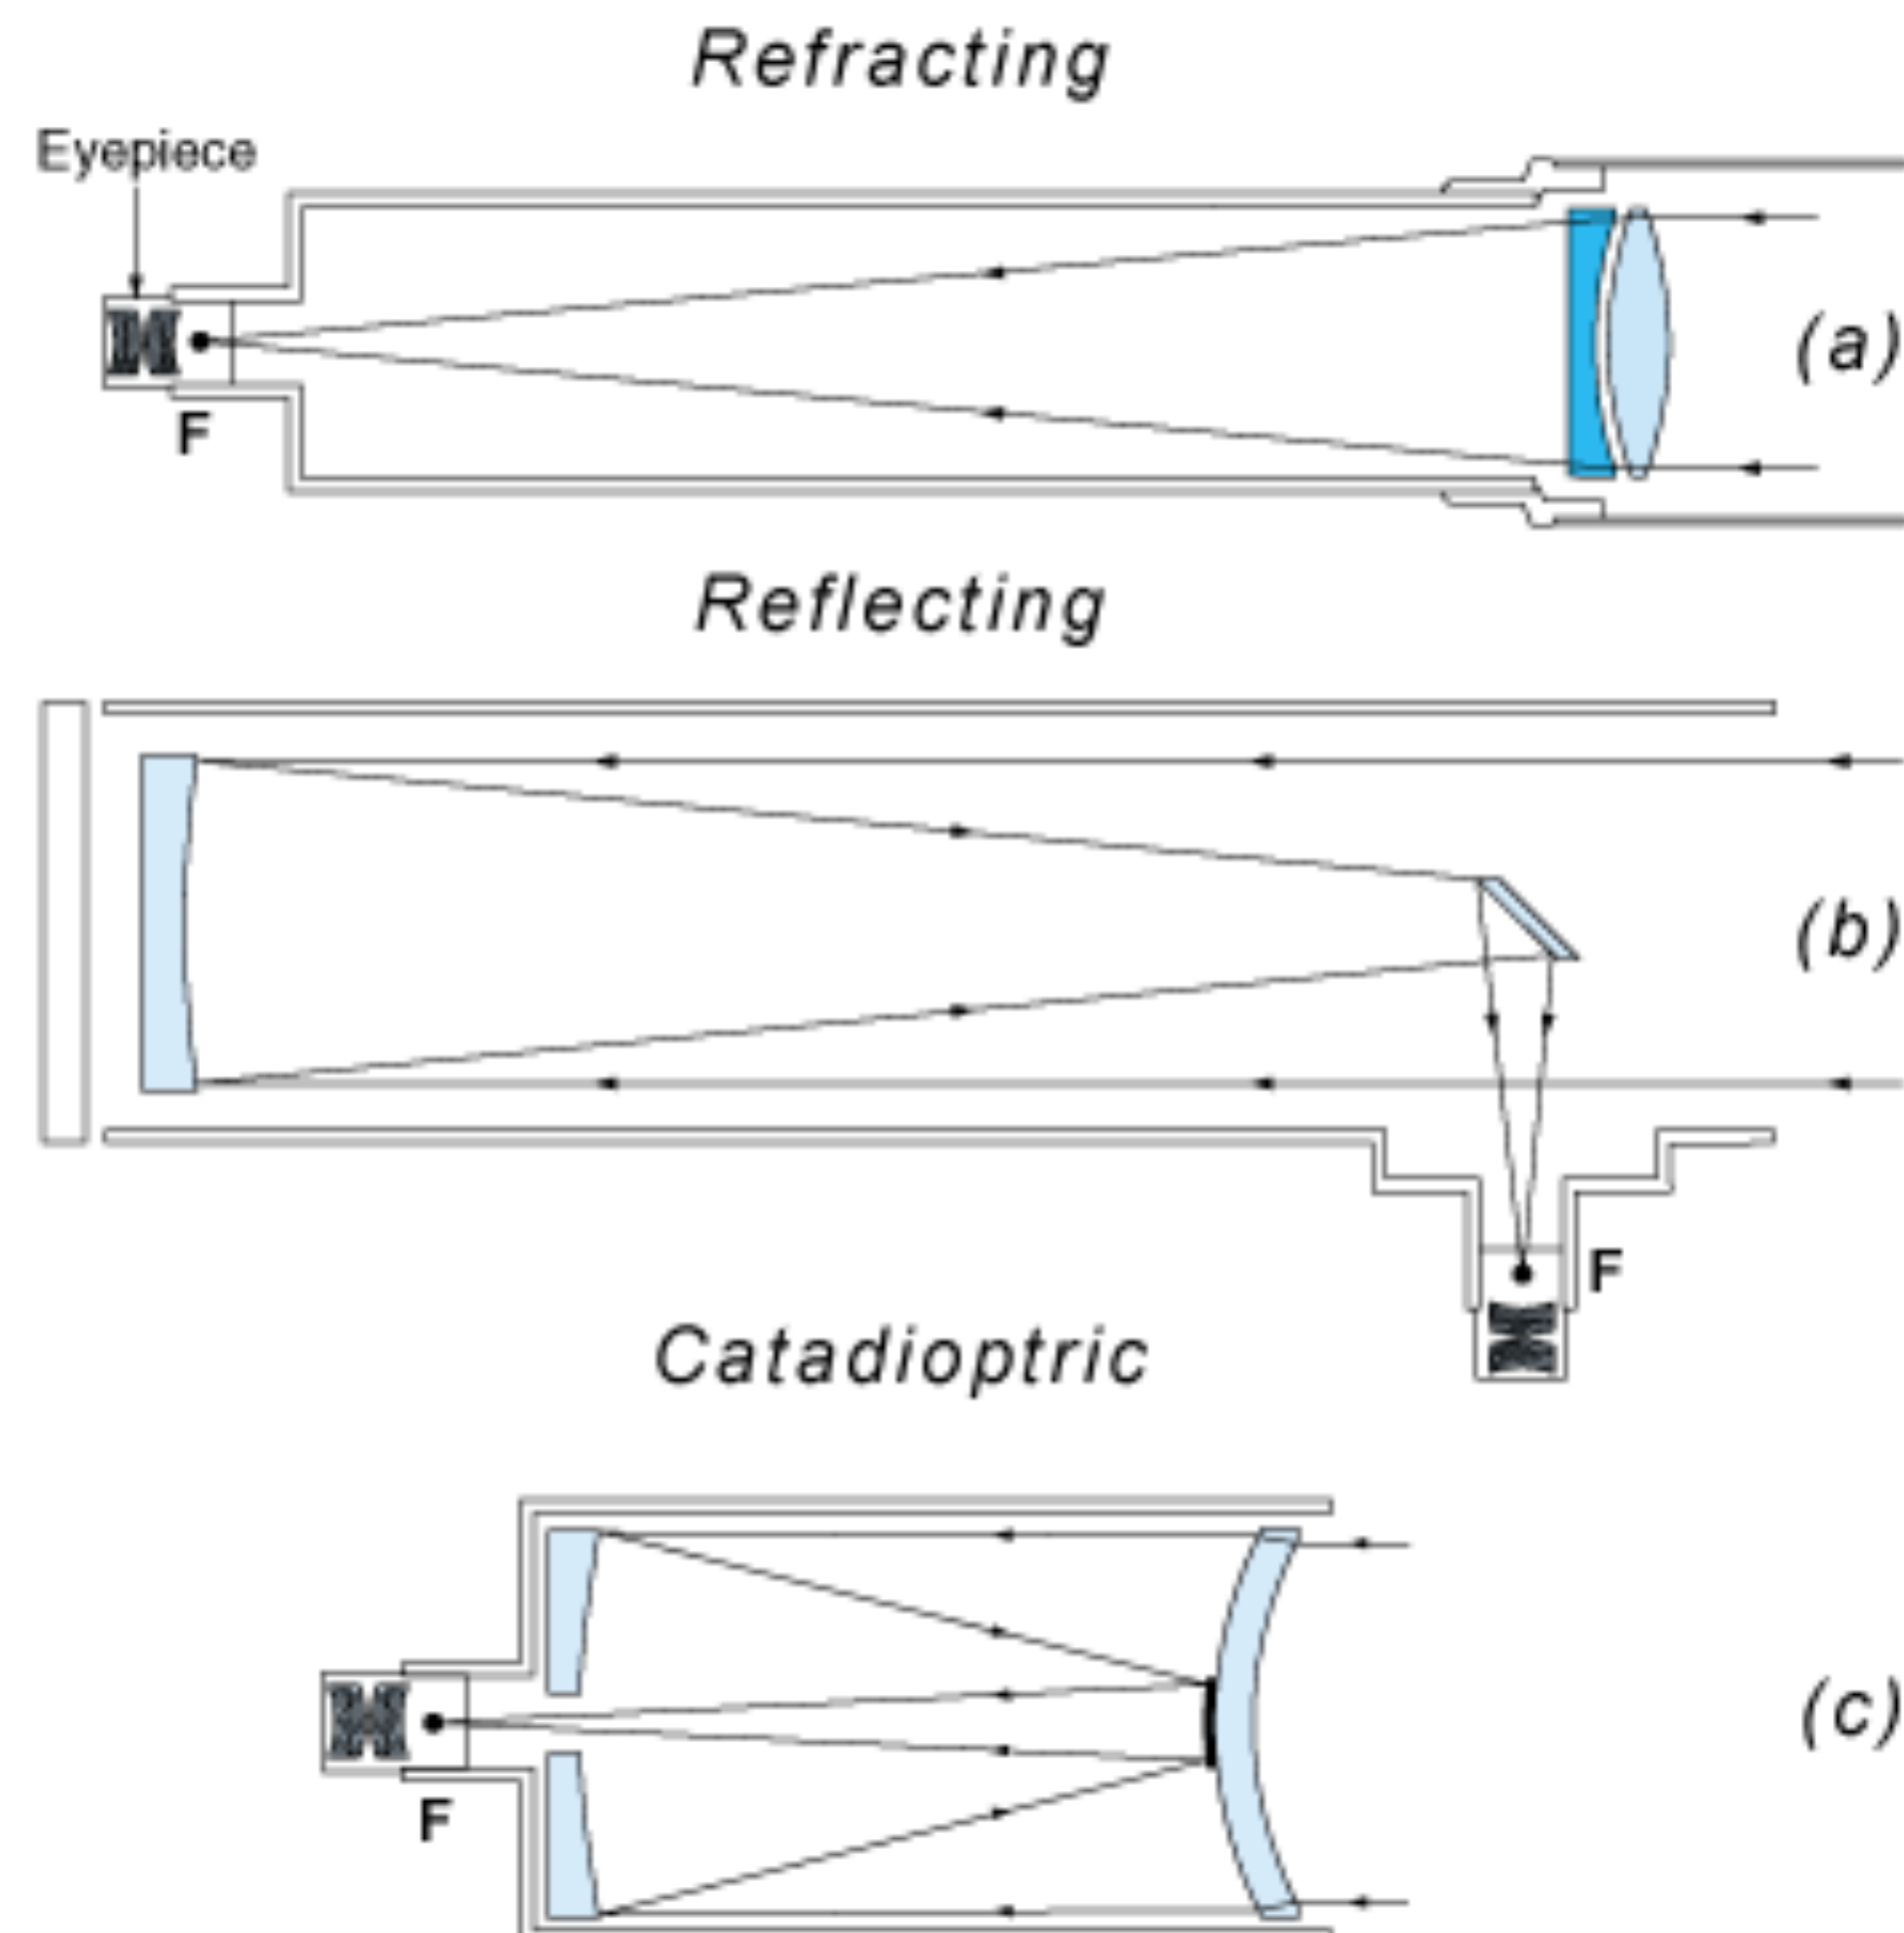 Refracting
Eyepiece
(a)
F
Reflecting
(b)
F
Catadioptric
(c)
F